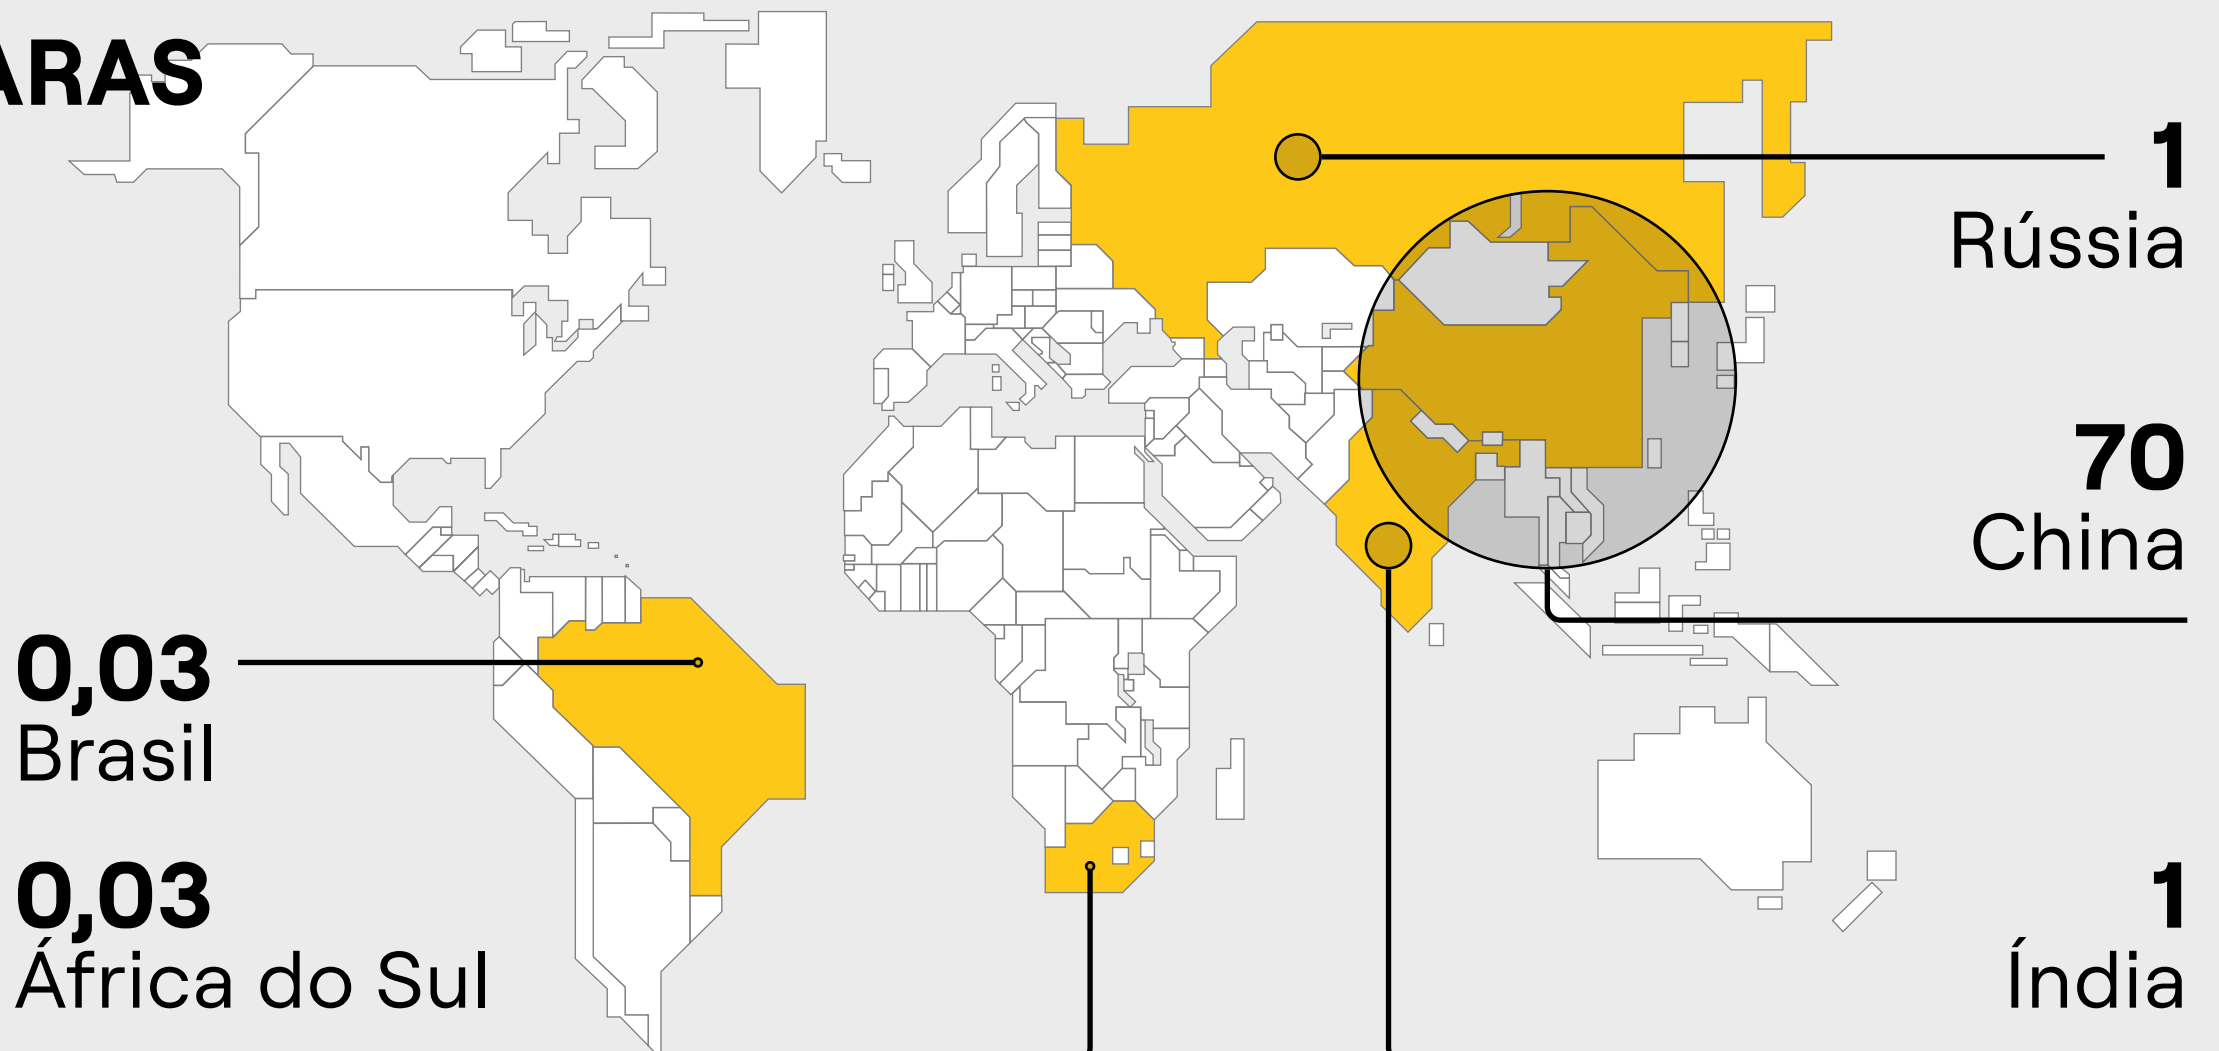 ARAS
1
Rússia
70
China
0,03
Brasil
0,03
África do Sul
1
Índia